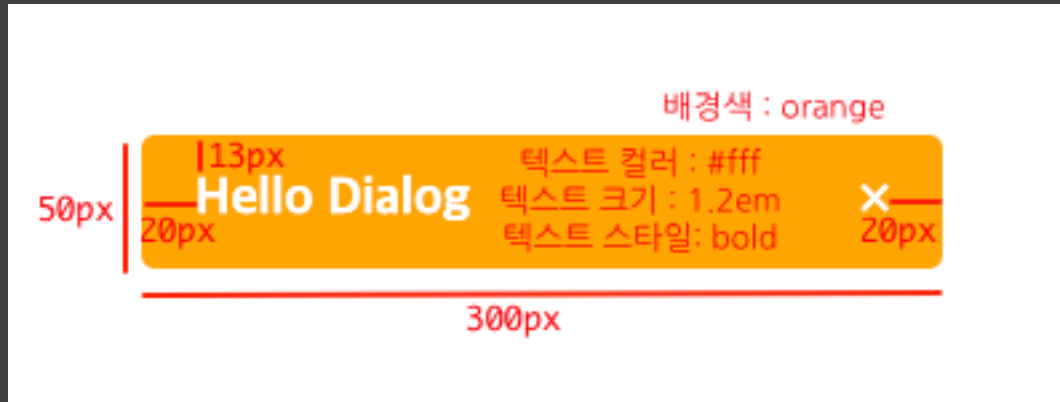 배경색 : orange
13px
텍스트 컬러 : #fff
Hello Dialog
텍스트 크기 : 1.2em
×
50px
20px
텍스트 스타일: bold
20px
300px